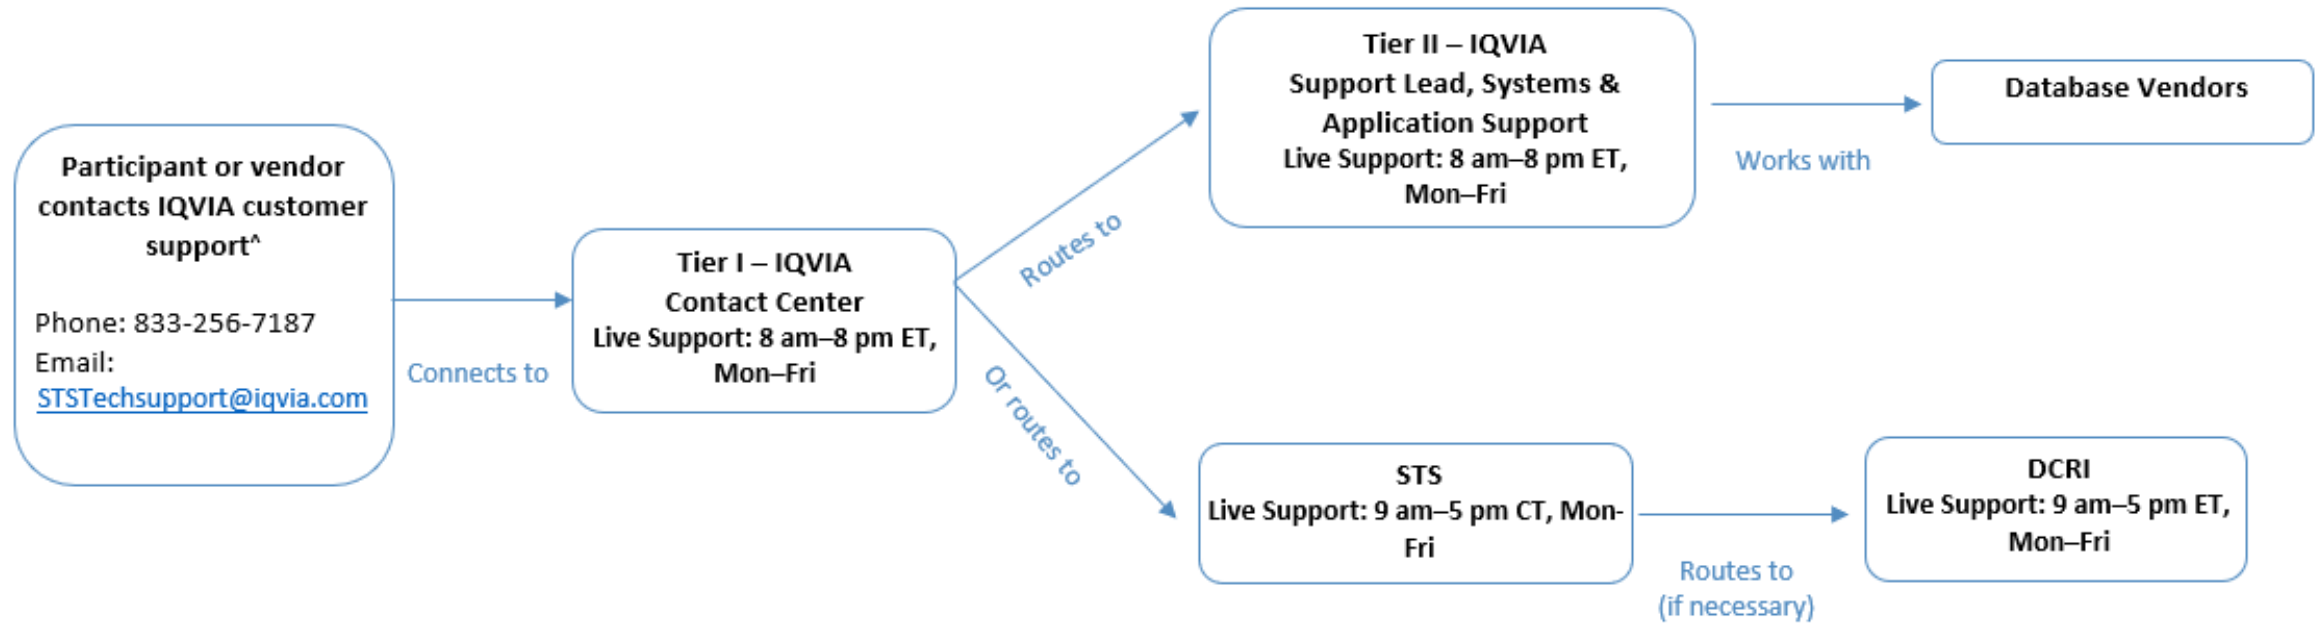 Participant or vendor
contacts IQVIA customer
support^
Phone: 833-256-7187
Email:
STSTechsupport@iqvia.com
Connects to
Tier I – IQVIA
Contact Center
Live Support: 8 am–8 pm ET,
Mon–Fri
Routes to
Tier II – IQVIA
Support Lead, Systems &
Application Support
Live Support: 8 am–8 pm ET,
Mon–Fri
Works with
Database Vendors
Or routes to
STS
Live Support: 9 am–5 pm CT, Mon-
Fri
Routes to
(if necessary)
DCRI
Live Support: 9 am–5 pm ET,
Mon–Fri